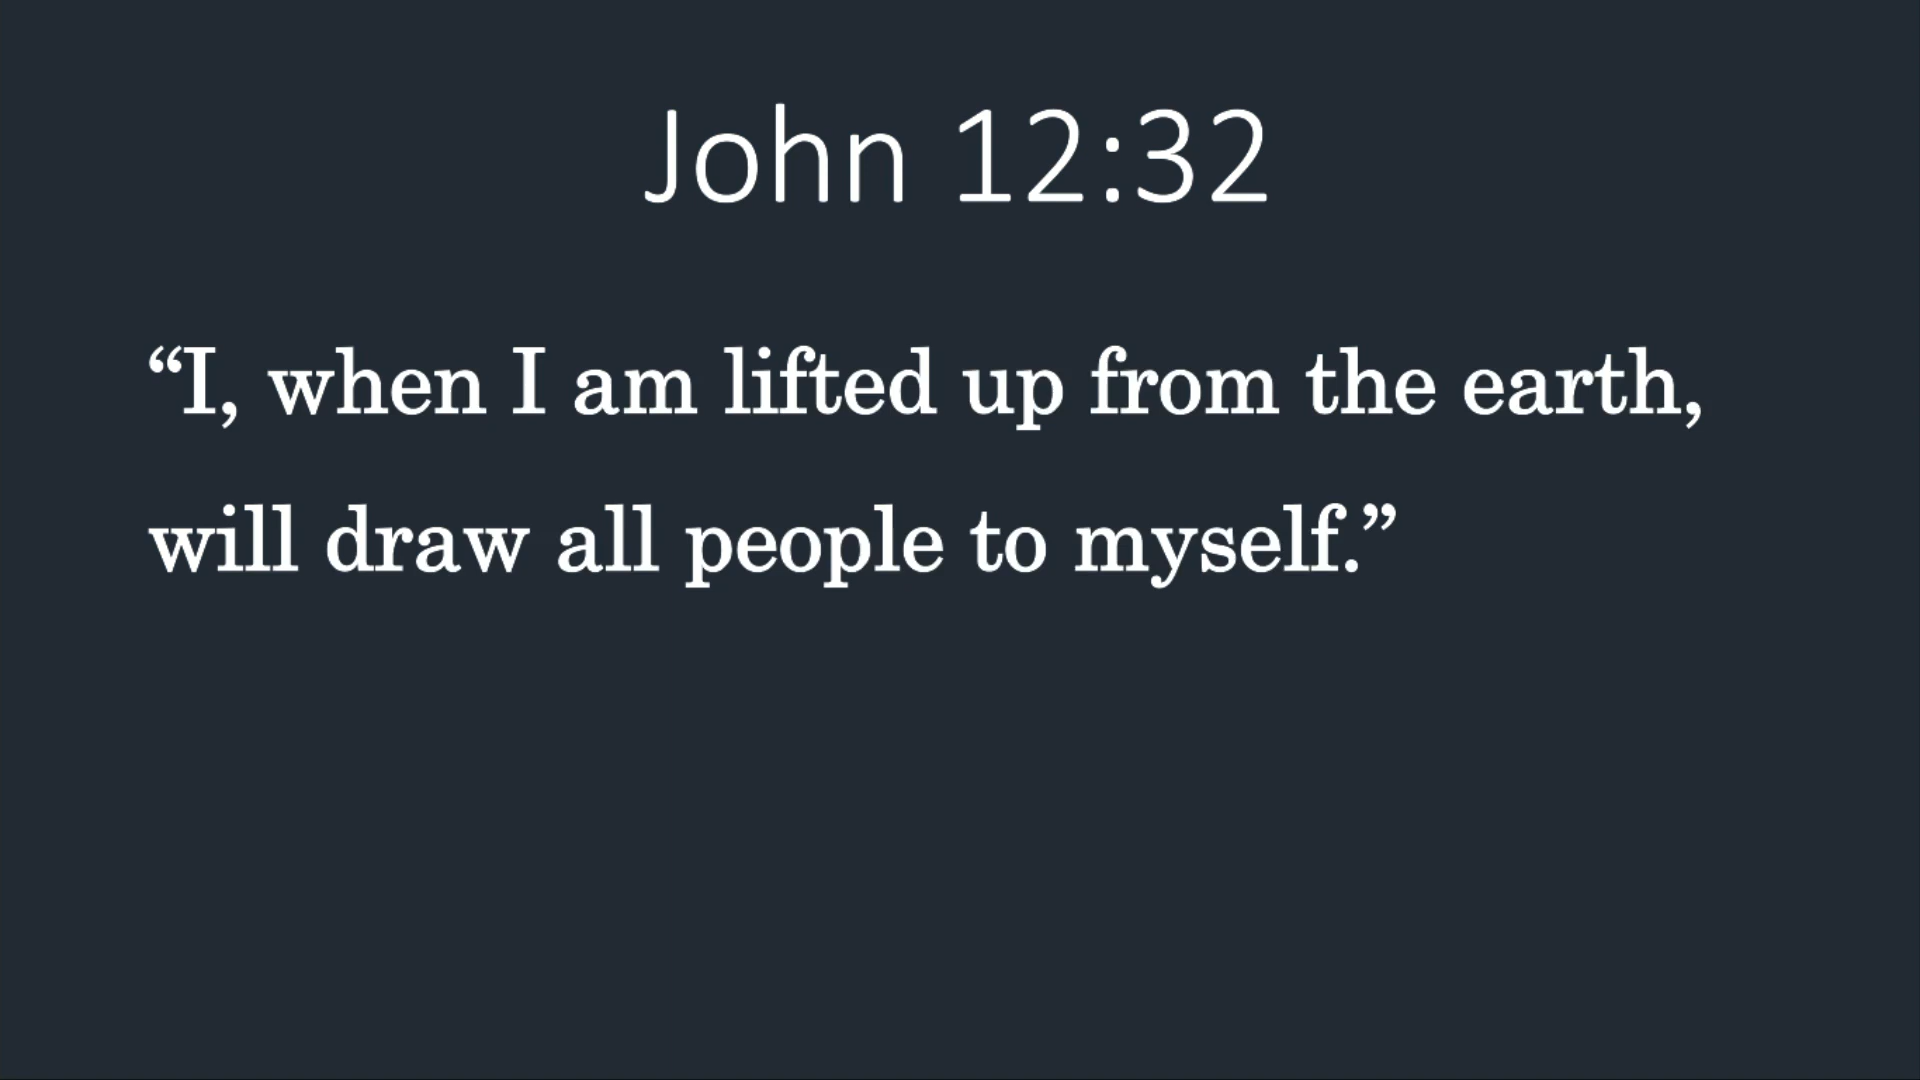 John 12:32
“I, when I am lifted up from the earth,
will draw all people to myself.”